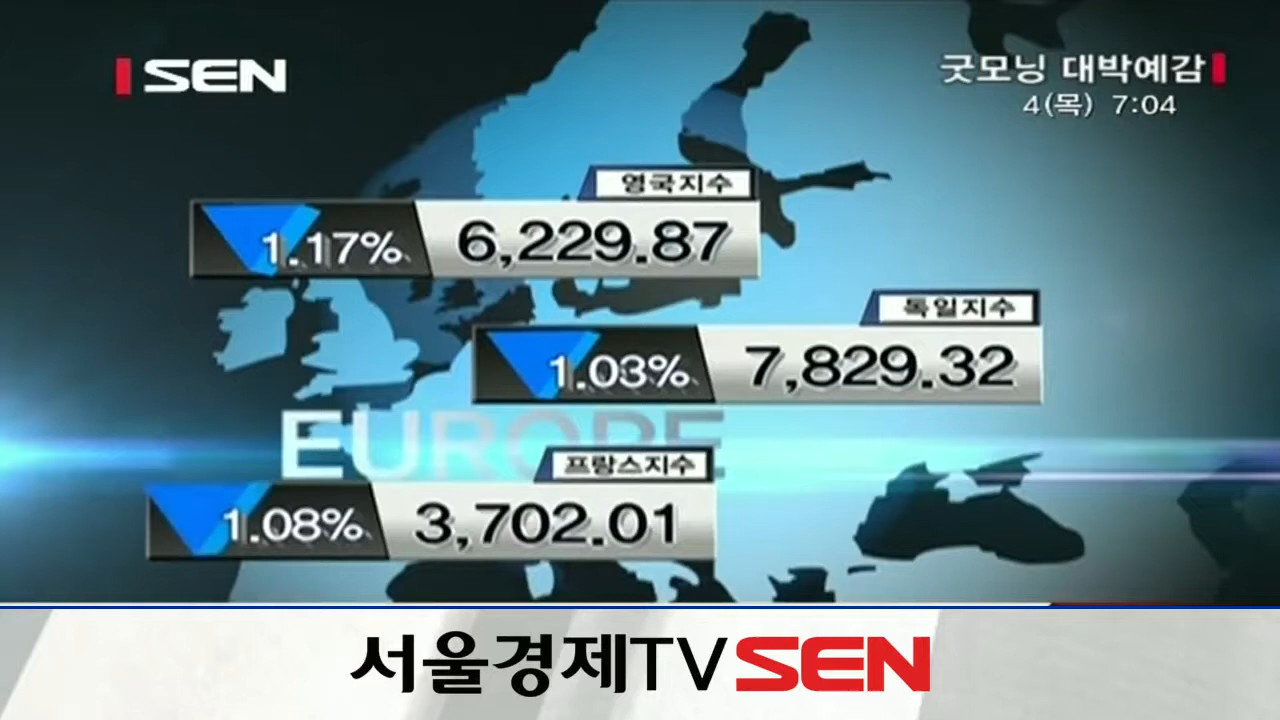 SEN
굿모닝 대박예감
4(목) 7:04
영국지수
1.17% 6,229.87
독일지수
1.03% 7,829.32
EUROPE
프랑스지수
1.08% 3,702.01
서울경제TV SEN